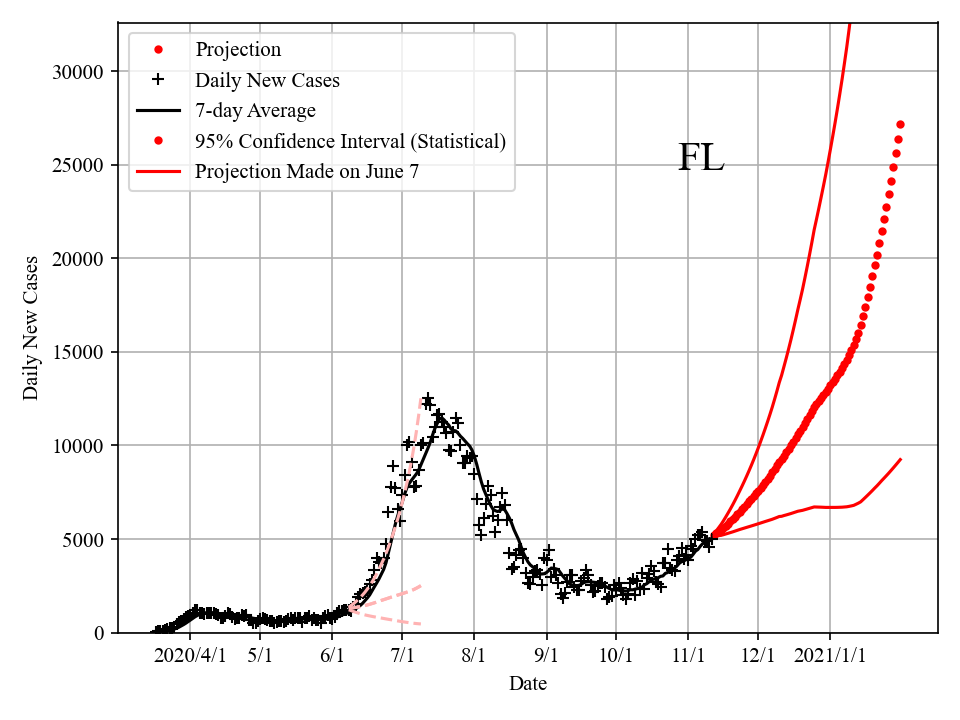 Projection
Daily New Cases
7-day Average
95% Confidence Interval (Statistical)
Projection Made on June 7
FL
30000
25000
20000
15000
10000
5000
0
Daily New Cases
2020/4/1 5/1 6/1 7/1 8/1 9/1 10/1 11/1 12/1 2021/1/1
Date